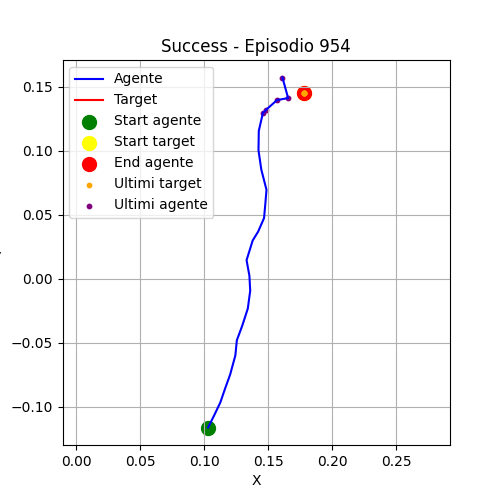 Success - Episodio 954
Agente
Target
Start agente
Start target
End agente
Ultimi target
Ultimi agente
0.15
0.10
0.05
0.00
−0.05
−0.10
0.00 0.05 0.10 0.15 0.20 0.25
X